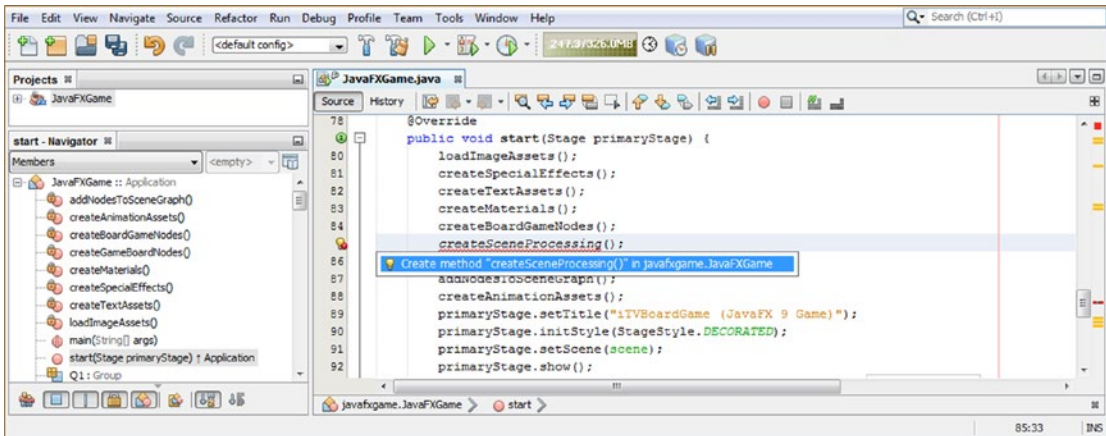 File Edit View Navigate Source Refactor Run Debug Profile Team Tools Window Help
Search (Ctrl+I)
<default config>
247.3/326.0MB
Projects
JavaFXGame
start - Navigator
Members
<empty>
JavaFXGame :: Application
addNodesToSceneGraph()
createAnimationAssets()
createBoardGameNodes()
createGameBoardNodes()
createMaterials()
createSpecialEffects()
createTextAssets()
loadImageAssets()
main(String[] args)
start(Stage primaryStage) ↑ Application
Q1 : Group
JavaFXGame.java
Source History
78 @Override
public void start(Stage primaryStage) {
80 loadImageAssets();
81 createSpecialEffects();
82 createTextAssets();
83 createMaterials();
84 createBoardGameNodes();
createSceneProcessing();
86
Create method "createSceneProcessing()" in javafxgame.JavaFXGame
87 addNodesToSceneGraph();
88 createAnimationAssets();
89 primaryStage.setTitle("iTVBoardGame (JavaFX 9 Game)");
90 primaryStage.initStyle(StageStyle.DECORATED);
91 primaryStage.setScene(scene);
92 primaryStage.show();
javafxgame.JavaFXGame
start
85:33
INS